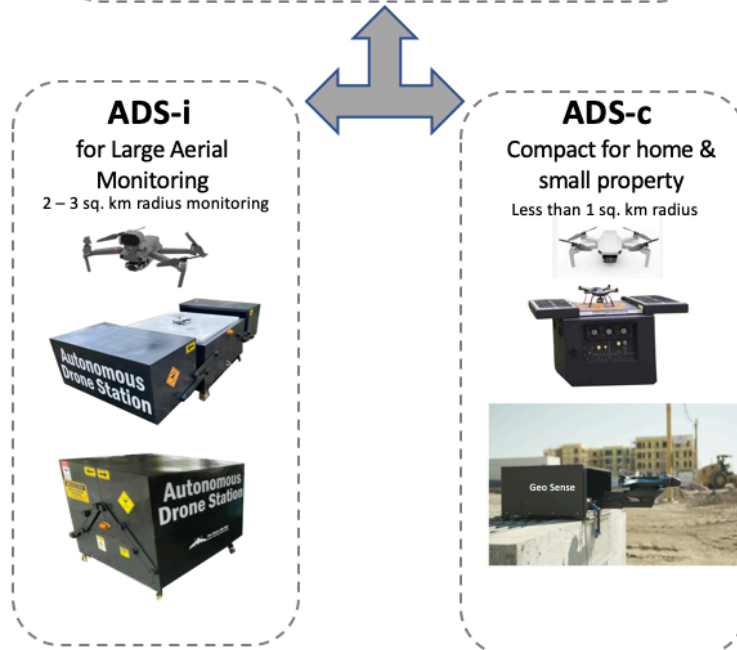 ADS-i
for Large Aerial
Monitoring
2 – 3 sq. km radius monitoring
Autonomous
Drone Station
Autonomous
Drone Station
ADS-c
Compact for home &
small property
Less than 1 sq. km radius
Geo Sense